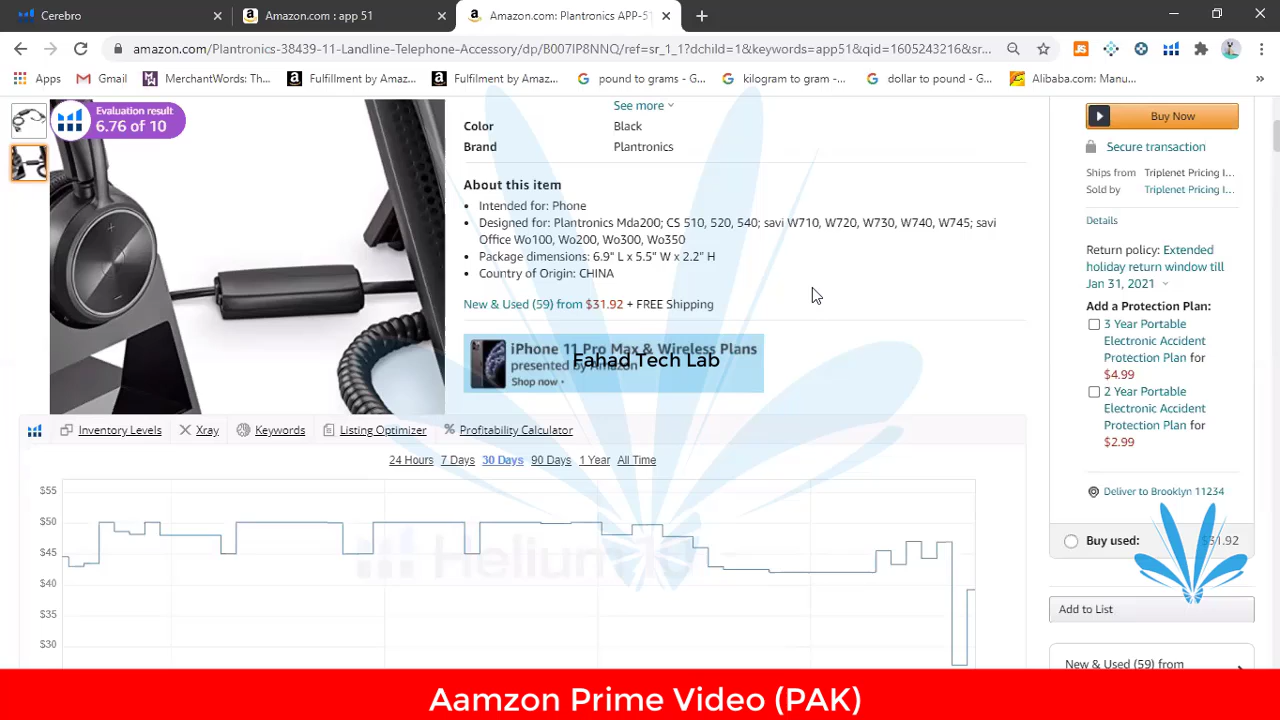 Cerebro
Amazon.com : app 51
Amazon.com: Plantronics APP-51
amazon.com/Plantronics-38439-11-Landline-Telephone-Accessory/dp/B007IP8NNQ/ref=sr_1_1?dchild=1&keywords=app51&qid=1605243216&sr...
Apps
Gmail
MerchantWords: Th...
Fulfillment by Amaz...
Fulfilment by Amaz...
pound to grams - G...
kilogram to gram -...
dollar to pound - G...
Alibaba.com: Manu...
»
Evaluation result
6.76 of 10
See more
Color Black
Brand Plantronics
About this item
• Intended for: Phone
• Designed for: Plantronics Mda200; CS 510, 520, 540; savi W710, W720, W730, W740, W745; savi
Office Wo100, Wo200, Wo300, Wo350
• Package dimensions: 6.9" L x 5.5" W x 2.2" H
• Country of Origin: CHINA
New & Used (59) from $31.92 + FREE Shipping
iPhone 11 Pro Max & Wireless Plans
presented by Amazon
Shop now •
Fahad Tech Lab
Buy Now
Secure transaction
Ships from Triplenet Pricing I...
Sold by Triplenet Pricing I...
Details
Return policy: Extended
holiday return window till
Jan 31, 2021
Add a Protection Plan:
3 Year Portable
Electronic Accident
Protection Plan for
$4.99
2 Year Portable
Electronic Accident
Protection Plan for
$2.99
Deliver to Brooklyn 11234
Buy used: $31.92
Add to List
New & Used (59) from
Inventory Levels
Xray
Keywords
Listing Optimizer
Profitability Calculator
24 Hours 7 Days 30 Days 90 Days 1 Year All Time
$55
$50
$45
$40
$35
$30
Helium 10
Aamzon Prime Video (PAK)